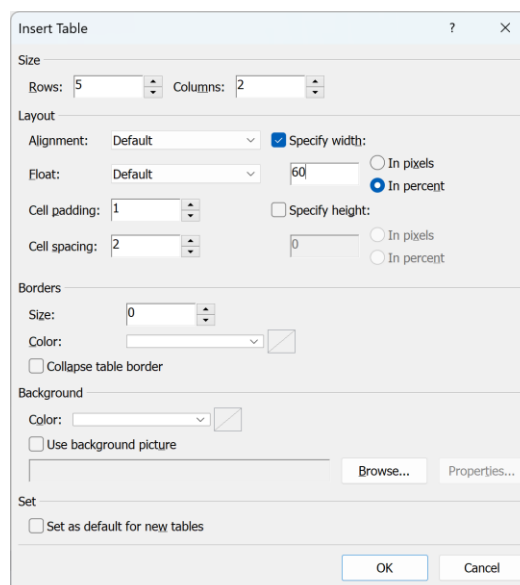 Insert Table ? ×
Size
Rows: 5 Columns: 2
Layout
Alignment: Default Specify width:
60 In pixels
Float: Default In percent
Cell padding: 1 Specify height:
0 In pixels
Cell spacing: 2 In percent
Borders
Size: 0
Color:
Collapse table border
Background
Color:
Use background picture
Browse... Properties...
Set
Set as default for new tables
OK Cancel